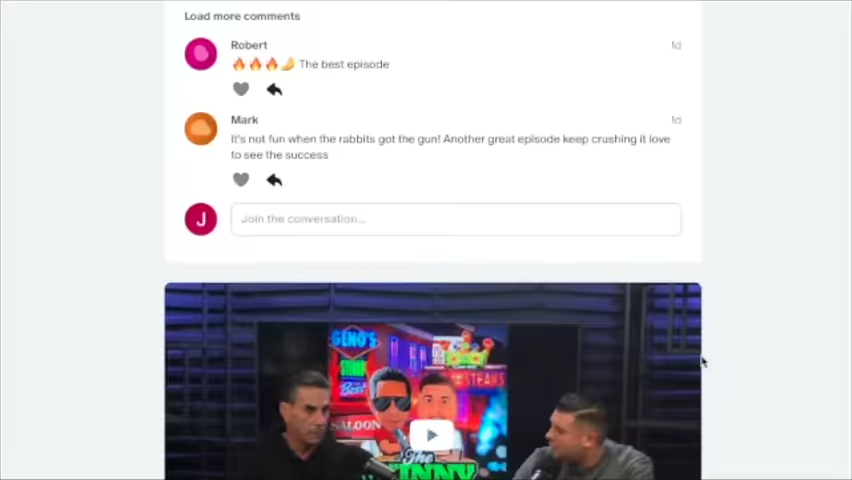 Load more comments
Robert
1d
🔥🔥🔥🤌 The best episode
Mark
1d
It's not fun when the rabbits got the gun! Another great episode keep crushing it love
to see the success
J
Join the conversation...
GENO'S
STEAKS
SALOON
The